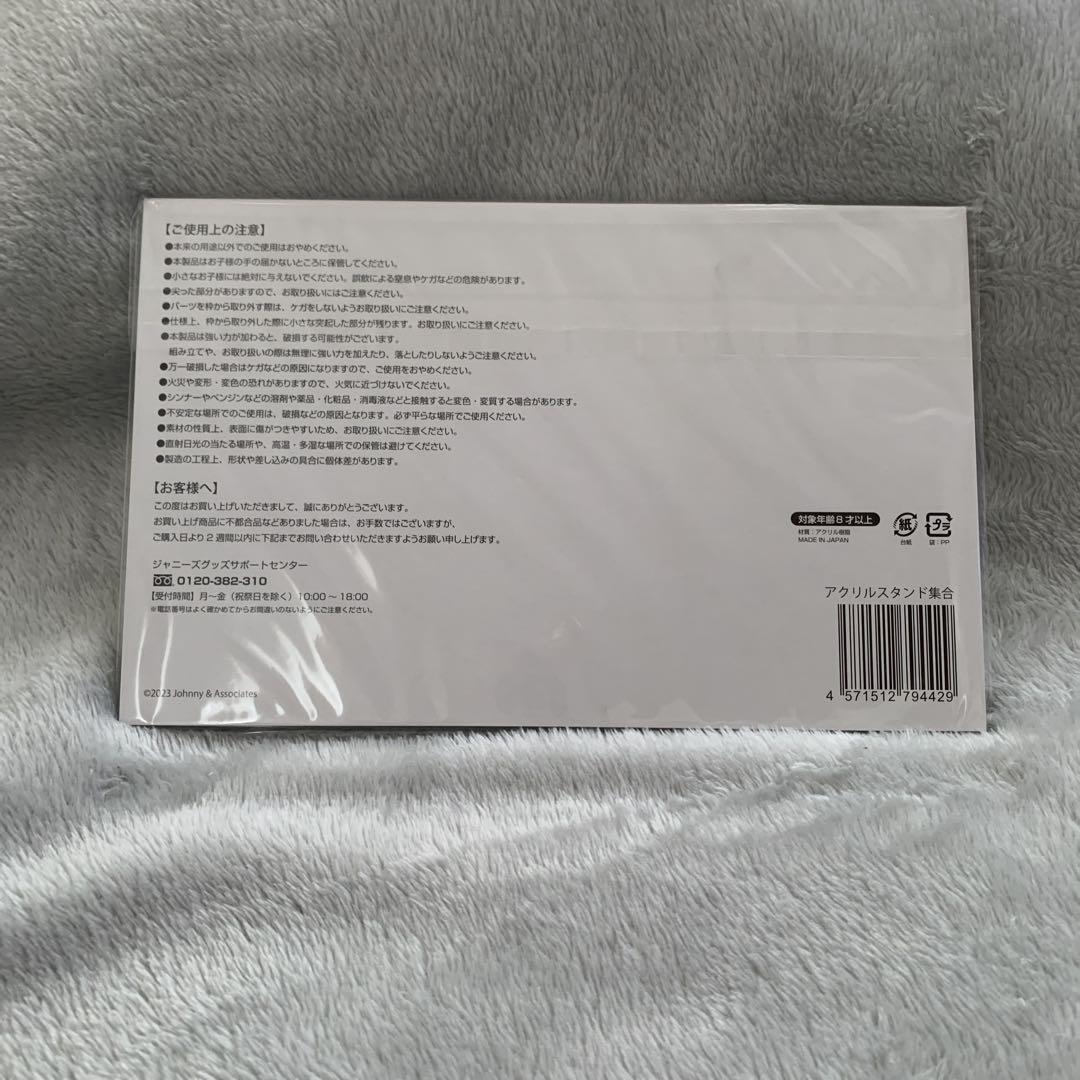 【ご使用上の注意】
●本来の用途以外でのご使用はおやめください。
●本製品はお子様の手の届かないところに保管してください。
●小さなお子様には絶対に与えないでください。誤飲による窒息やケガなどの危険があります。
●尖った部分がありますので、お取り扱いにはご注意ください。
●パーツを枠から取り外す際は、ケガをしないようお取り扱いにご注意ください。
●仕様上、枠から取り外した際に小さな突起した部分が残ります。お取り扱いにご注意ください。
●本製品は強い力が加わると、破損する可能性がございます。
組み立てや、お取り扱いの際は無理に強い力を加えたり、落としたりしないようご注意ください。
●万一破損した場合はケガなどの原因になりますので、ご使用をおやめください。
●火災や変形・変色の恐れがありますので、火気に近づけないでください。
●シンナーやベンジンなどの溶剤や薬品・化粧品・消毒液などと接触すると変色・変質する場合があります。
●不安定な場所でのご使用は、破損などの原因となります。必ず平らな場所でご使用ください。
●素材の性質上、表面に傷がつきやすいため、お取り扱いにご注意ください。
●直射日光の当たる場所や、高温・多湿な場所での保管は避けてください。
●製造の工程上、形状や差し込みの具合に個体差があります。
【お客様へ】
この度はお買い上げいただきまして、誠にありがとうございます。
お買い上げ商品に不都合品などありました場合は、お手数ではございますが、
ご購入日より2週間以内に下記までお問い合わせいただきますようお願い申し上げます。
ジャニーズグッズサポートセンター
0120-382-310
【受付時間】月～金（祝祭日を除く）10:00～18:00
※電話番号はよく確かめてからお間違いのないようにご注意ください。
©2023 Johnny & Associates
対象年齢8才以上
材質：アクリル樹脂
MADE IN JAPAN
紙
台紙
プラ
袋：PP
アクリルスタンド集合
4 571512 794429